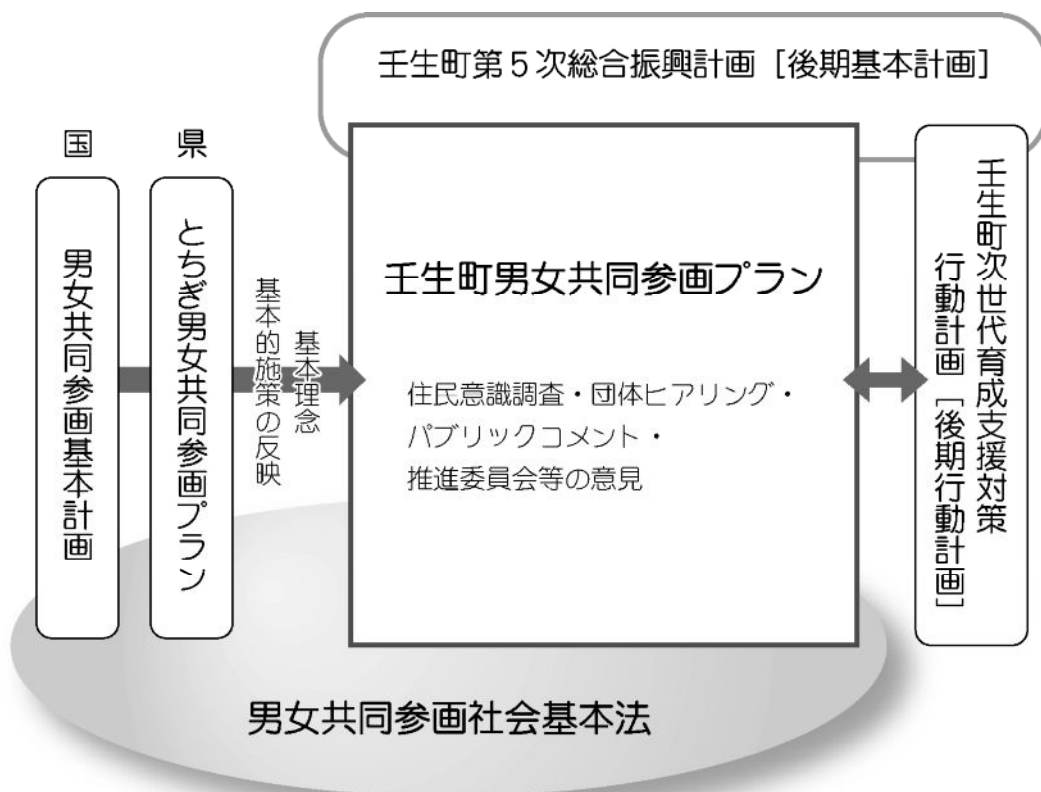 壬生町第5次総合振興計画［後期基本計画］
国
男女共同参画基本計画
県
とちぎ男女共同参画プラン
基本理念
基本的施策の反映
壬生町男女共同参画プラン
住民意識調査・団体ヒアリング・
パブリックコメント・
推進委員会等の意見
壬生町次世代育成支援対策
行動計画［後期行動計画］
男女共同参画社会基本法